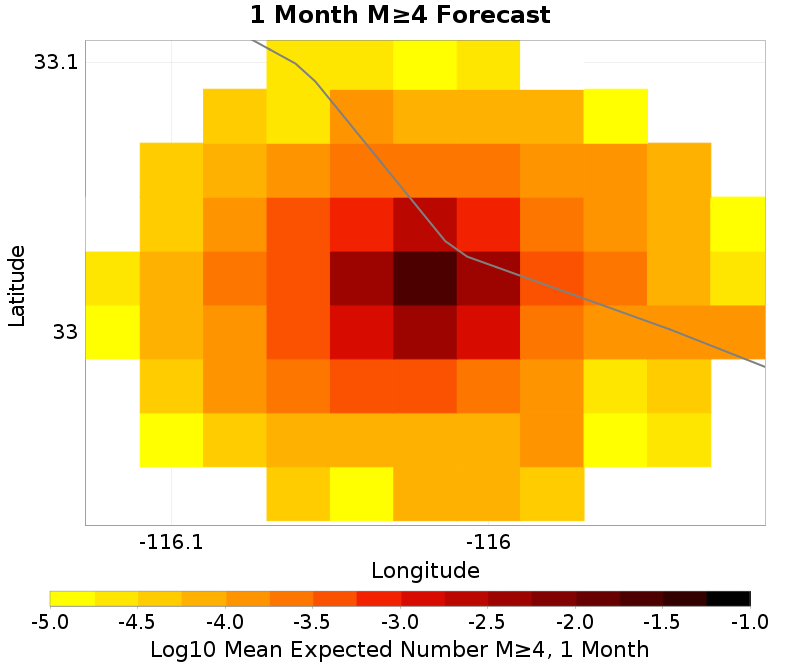 1 Month M≥4 Forecast
33.1
33
Latitude
-116.1 -116
Longitude
-5.0 -4.5 -4.0 -3.5 -3.0 -2.5 -2.0 -1.5 -1.0
Log10 Mean Expected Number M≥4, 1 Month